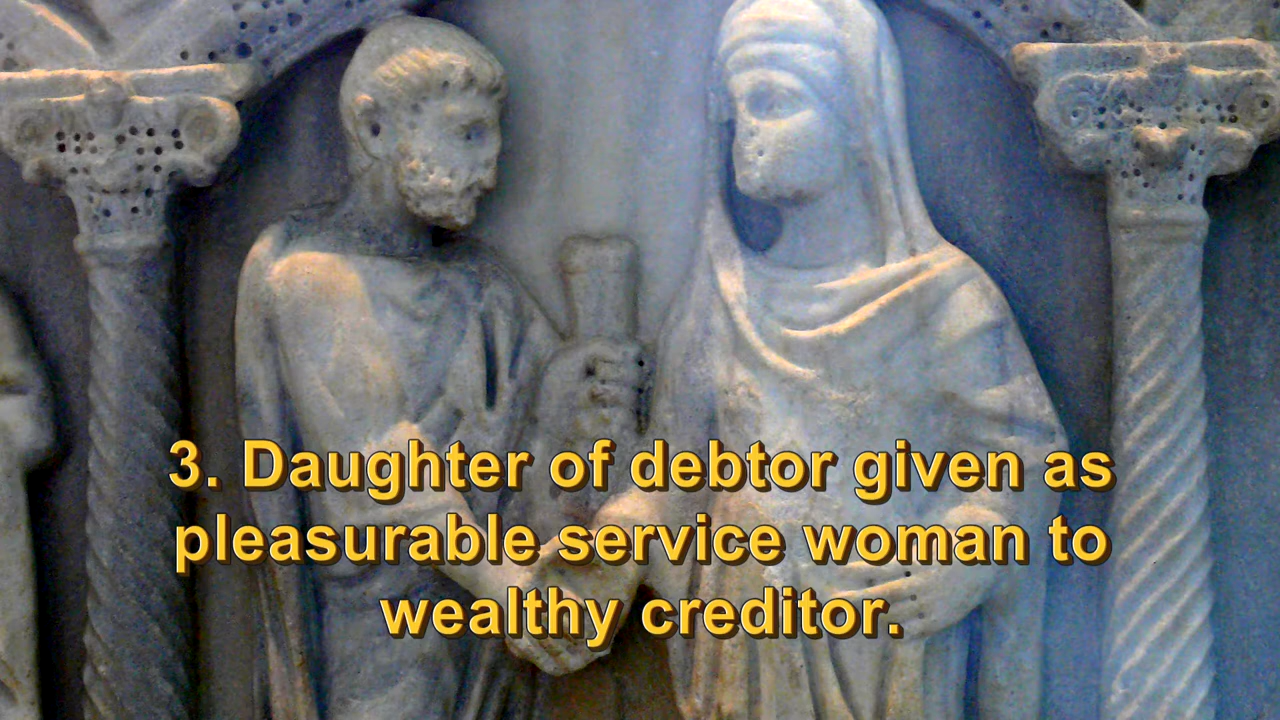 3. Daughter of debtor given as
pleasurable service woman to
wealthy creditor.